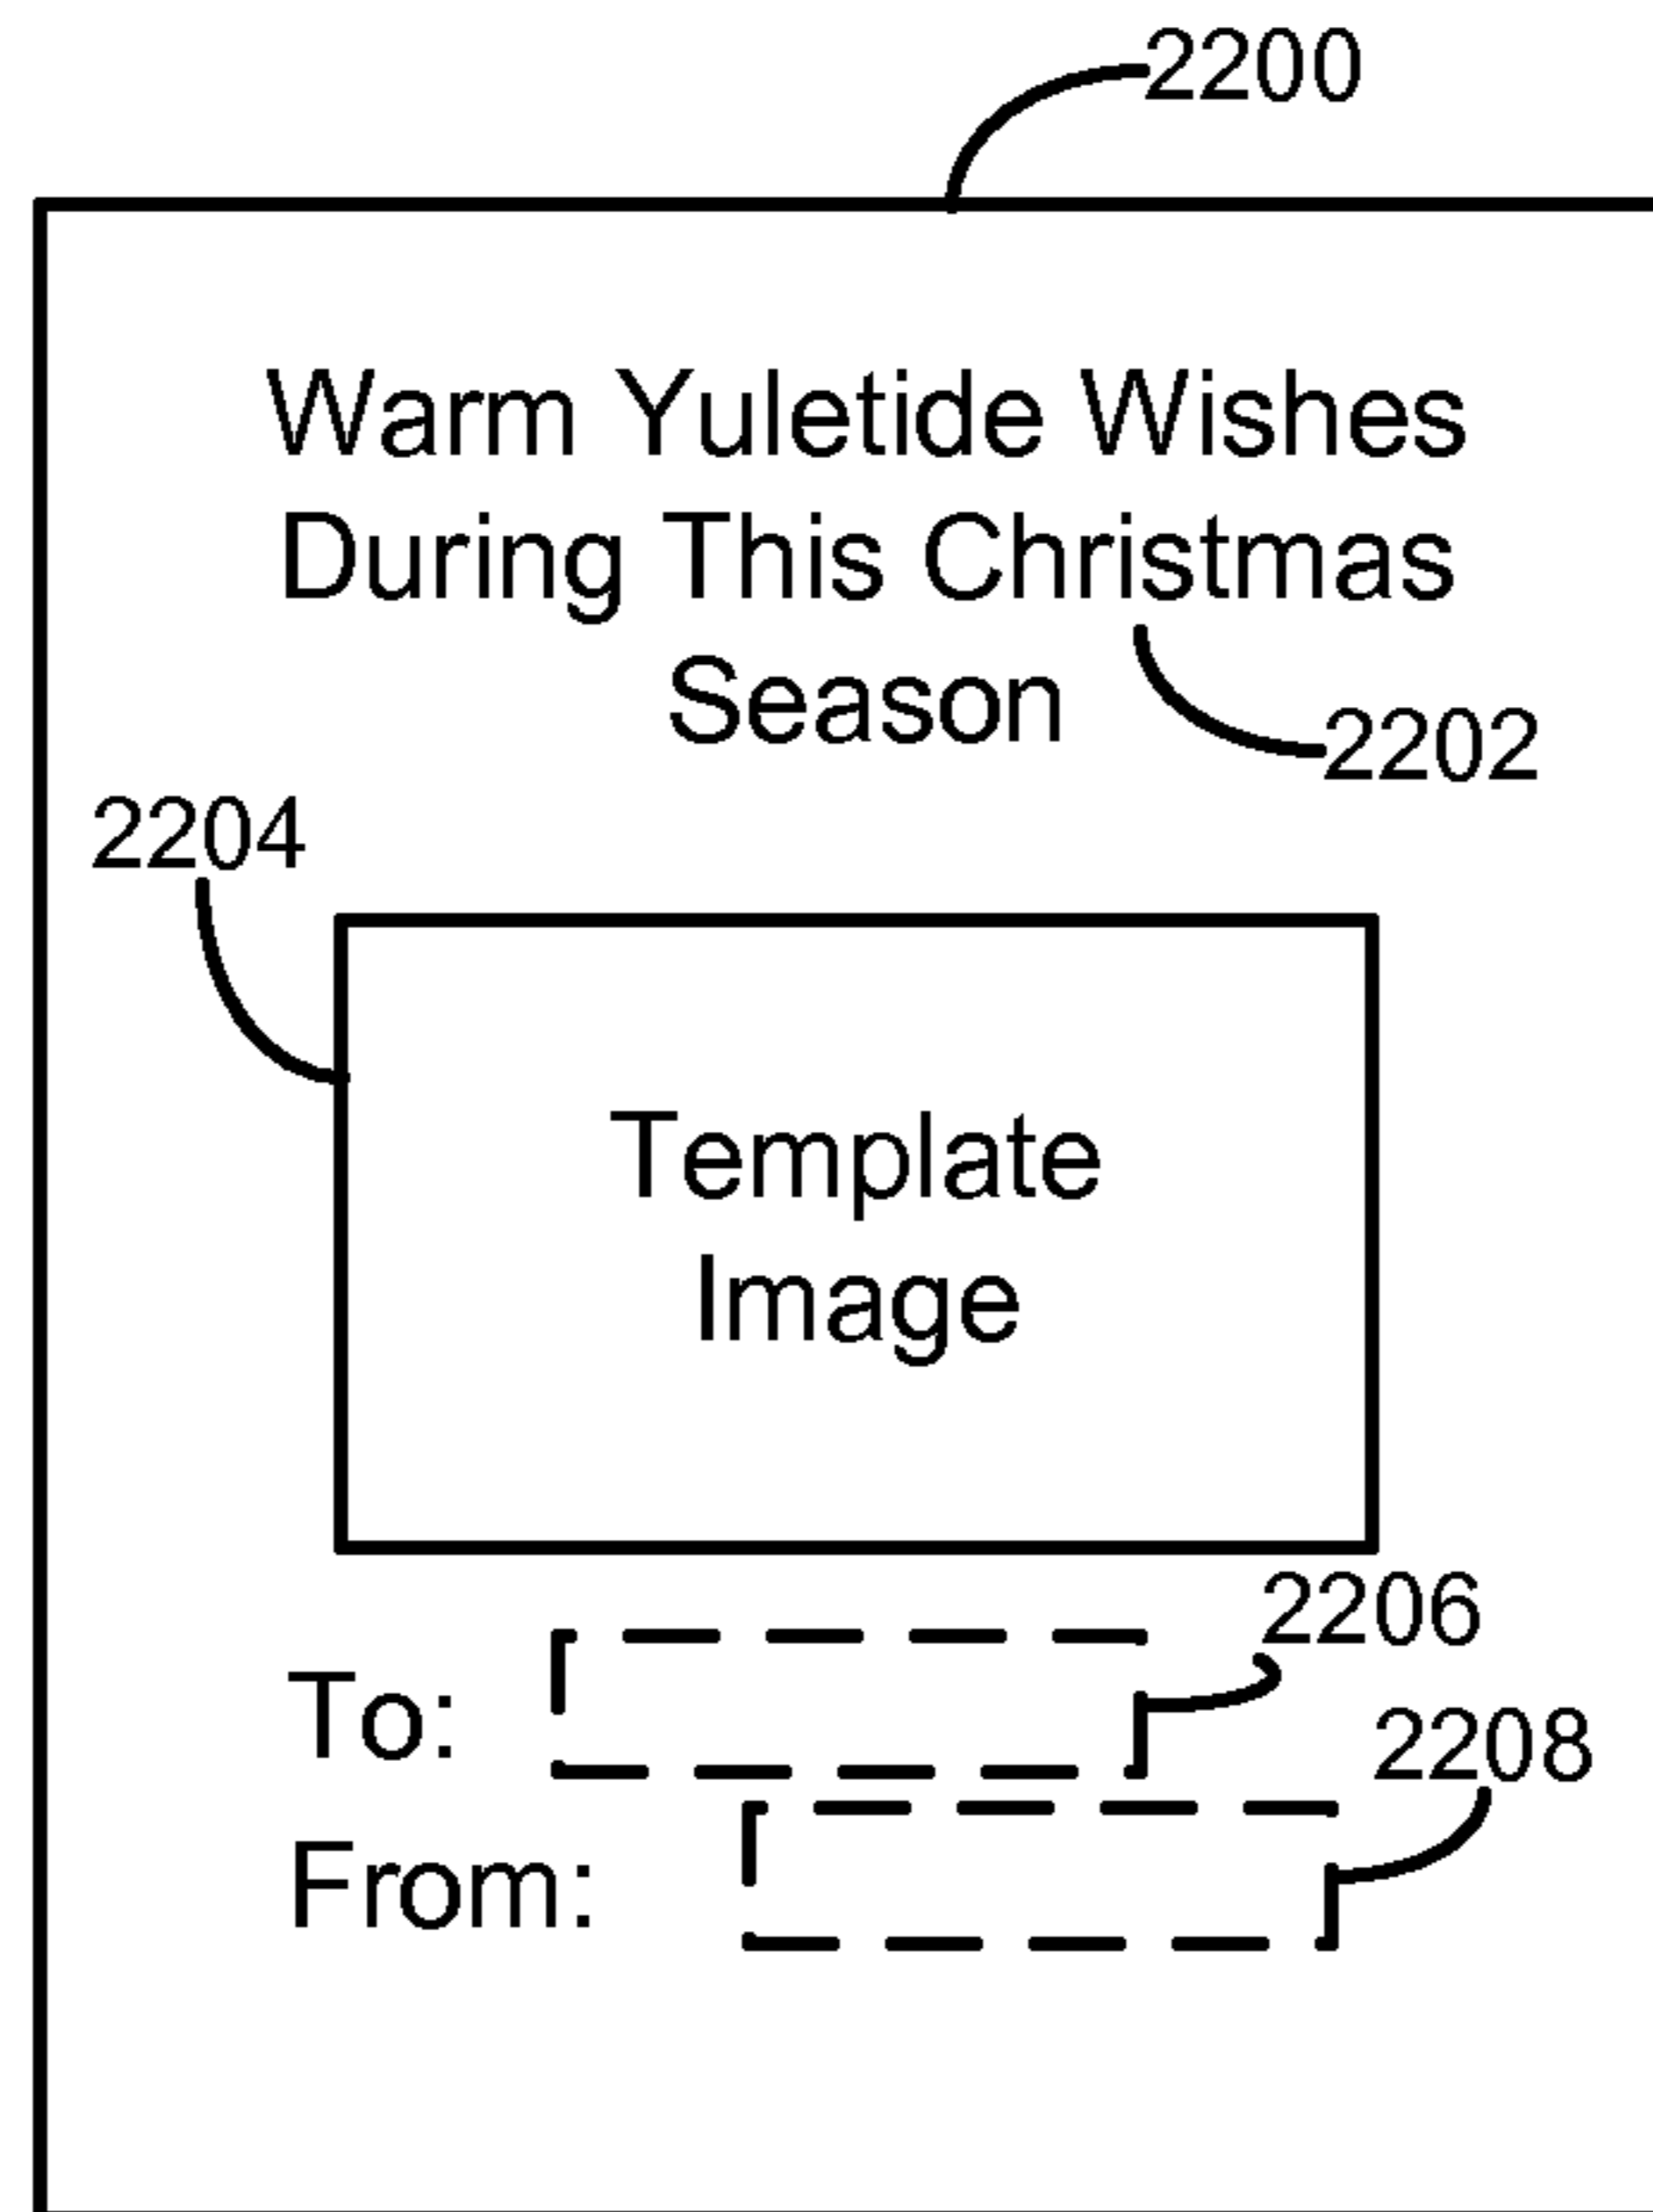 2200
Warm Yuletide Wishes
During This Christmas
Season
2202
2204
Template
Image
2206
To:
2208
From: